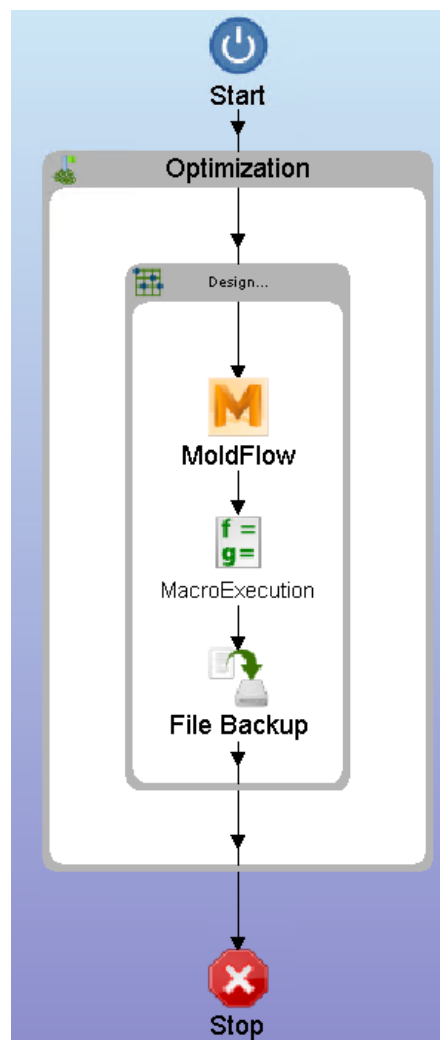 Start
Optimization
Design...
MoldFlow
f =
g=
MacroExecution
File Backup
Stop